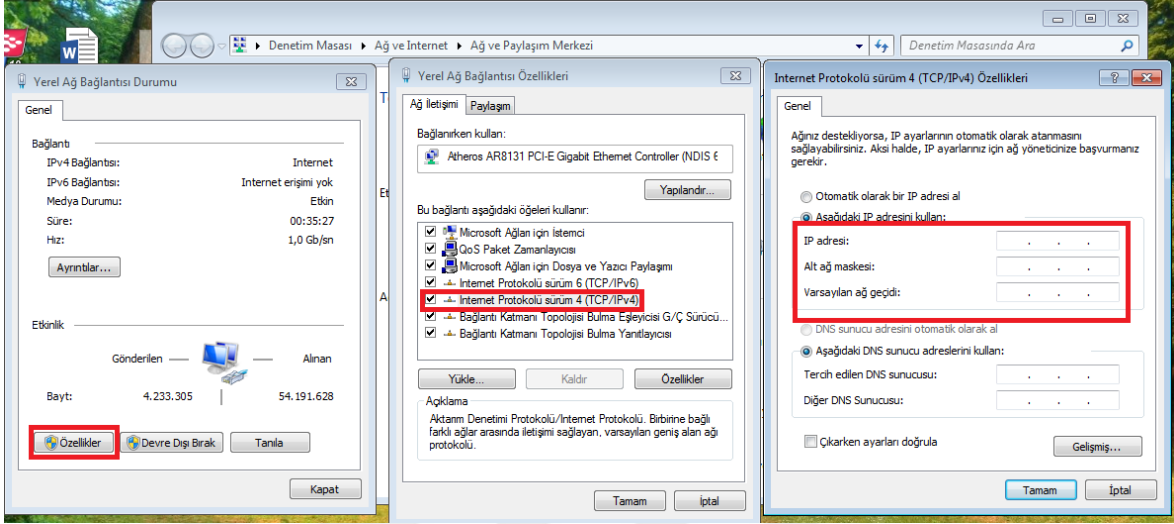 Denetim Masası ▸ Ağ ve Internet ▸ Ağ ve Paylaşım Merkezi
Denetim Masasında Ara
Yerel Ağ Bağlantısı Durumu
Genel
Bağlantı
IPv4 Bağlantısı: Internet
IPv6 Bağlantısı: Internet erişimi yok
Medya Durumu: Etkin
Süre: 00:35:27
Hız: 1,0 Gb/sn
Ayrıntılar...
Etkinlik
Gönderilen — — Alınan
Bayt: 4.233.305 | 54.191.628
Özellikler
Devre Dışı Bırak
Tanıla
Kapat
Yerel Ağ Bağlantısı Özellikleri
Ağ İletişimi
Paylaşım
Bağlanırken kullan:
Atheros AR8131 PCI-E Gigabit Ethernet Controller (NDIS 6
Yapılandır...
Bu bağlantı aşağıdaki öğeleri kullanır:
Microsoft Ağları için İstemci
QoS Paket Zamanlayıcısı
Microsoft Ağları için Dosya ve Yazıcı Paylaşımı
Internet Protokolü sürüm 6 (TCP/IPv6)
Internet Protokolü sürüm 4 (TCP/IPv4)
Bağlantı Katmanı Topolojisi Bulma Eşleyicisi G/Ç Sürücü...
Bağlantı Katmanı Topolojisi Bulma Yanıtlayıcısı
Yükle...
Kaldır
Özellikler
Açıklama
Aktarım Denetimi Protokolü/Internet Protokolü. Birbirine bağlı
farklı ağlar arasında iletişimi sağlayan, varsayılan geniş alan ağı
protokolü.
Tamam
İptal
Internet Protokolü sürüm 4 (TCP/IPv4) Özellikleri
Genel
Ağınız destekliyorsa, IP ayarlarının otomatik olarak atanmasını
sağlayabilirsiniz. Aksi halde, IP ayarlarınız için ağ yöneticinize başvurmanız
gerekir.
Otomatik olarak bir IP adresi al
Aşağıdaki IP adresini kullan:
IP adresi: . . .
Alt ağ maskesi: . . .
Varsayılan ağ geçidi: . . .
DNS sunucu adresini otomatik olarak al
Aşağıdaki DNS sunucu adreslerini kullan:
Tercih edilen DNS sunucusu: . . .
Diğer DNS Sunucusu: . . .
Çıkarken ayarları doğrula
Gelişmiş...
Tamam
İptal